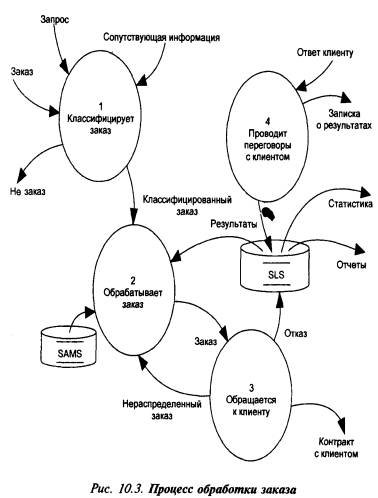 Запрос
Сопутствующая информация
Заказ
1
Классифицирует
заказ
Не заказ
Ответ клиенту
4
Проводит
переговоры
с клиентом
Записка
о результатах
Классифицированный
заказ
Результаты
Статистика
SLS
Отчеты
2
Обрабатывает
заказ
SAMS
Заказ
Отказ
Нераспределенный
заказ
3
Обращается
к клиенту
Контракт
с клиентом
Рис. 10.3. Процесс обработки заказа